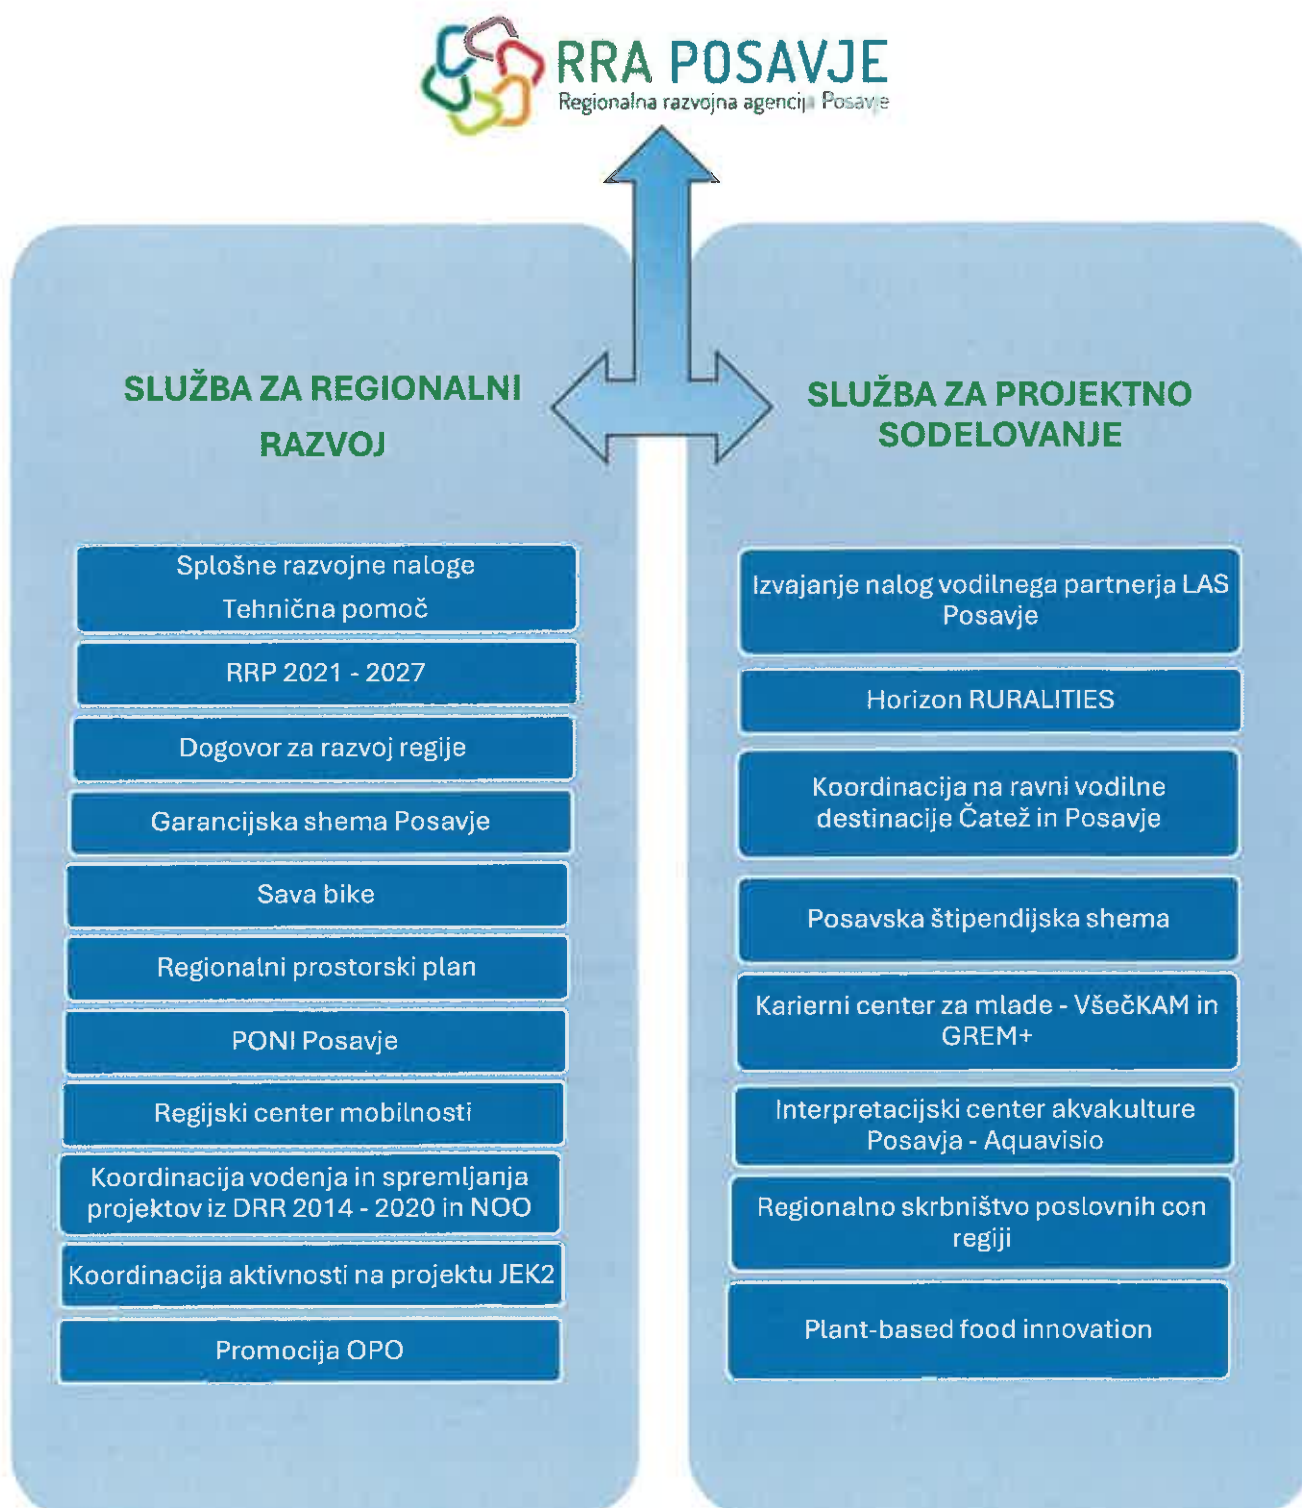 RRA POSAVJE
Regionalna razvojna agencija Posavje
SLUŽBA ZA REGIONALNI
RAZVOJ
Splošne razvojne naloge
Tehnična pomoč
RRP 2021 - 2027
Dogovor za razvoj regije
Garancijska shema Posavje
Sava bike
Regionalni prostorski plan
PONI Posavje
Regijski center mobilnosti
Koordinacija vodenja in spremljanja
projektov iz DRR 2014 - 2020 in NOO
Koordinacija aktivnosti na projektu JEK2
Promocija OPO
SLUŽBA ZA PROJEKTNO
SODELOVANJE
Izvajanje nalog vodilnega partnerja LAS
Posavje
Horizon RURALITIES
Koordinacija na ravni vodilne
destinacije Čatež in Posavje
Posavska štipendijska shema
Karierni center za mlade - VšečKAM in
GREM+
Interpretacijski center akvakulture
Posavja - Aquavisio
Regionalno skrbništvo poslovnih con
regiji
Plant-based food innovation